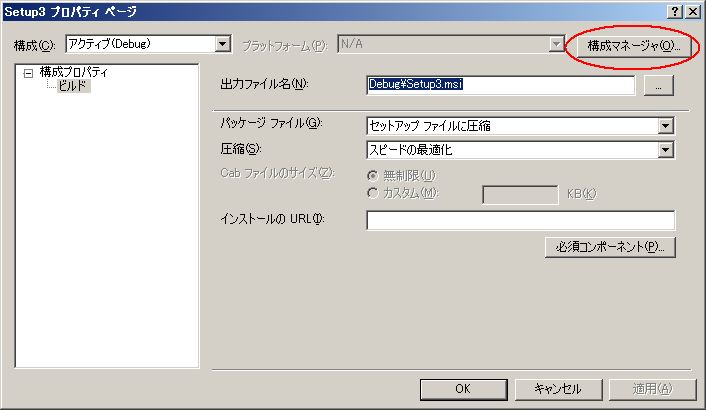 Setup3 プロパティ ページ
構成(C): アクティブ(Debug) プラットフォーム(P): N/A 構成マネージャ(O)...
構成プロパティ
ビルド
出力ファイル名(N): Debug¥Setup3.msi ...
パッケージ ファイル(G): セットアップ ファイルに圧縮
圧縮(S): スピードの最適化
Cab ファイルのサイズ(Z): 無制限(U)
カスタム(M): KB(K)
インストールの URL(I):
必須コンポーネント(P)...
OK キャンセル 適用(A)